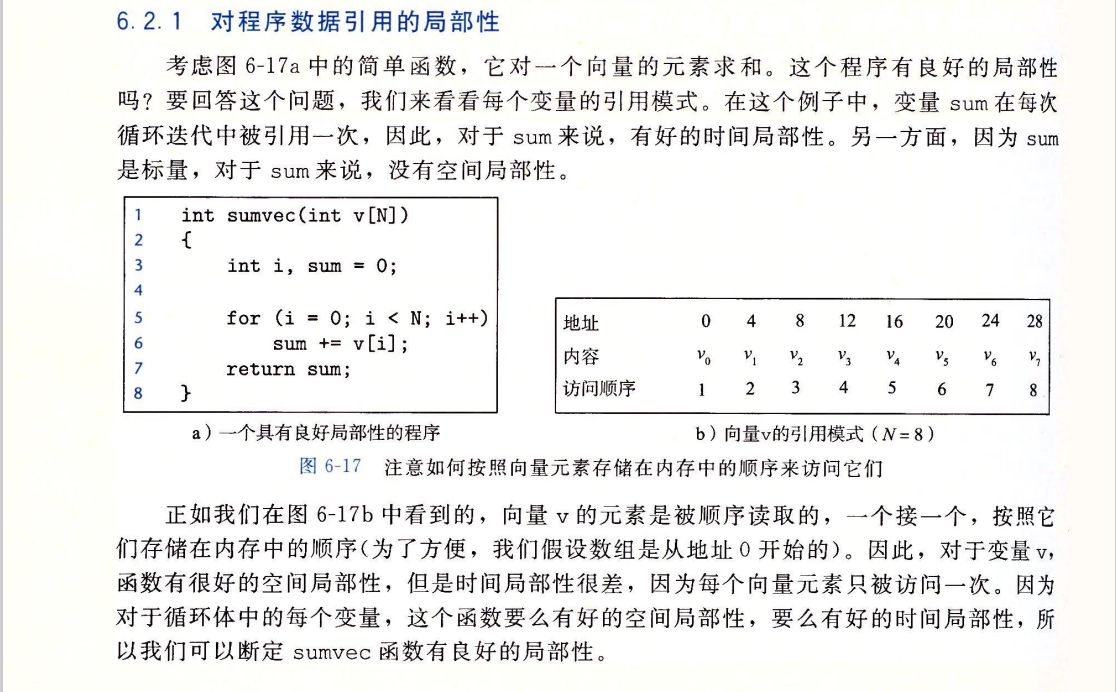 6.2.1 对程序数据引用的局部性
考虑图 6-17a 中的简单函数，它对一个向量的元素求和。这个程序有良好的局部性
吗？要回答这个问题，我们来看看每个变量的引用模式。在这个例子中，变量 sum 在每次
循环迭代中被引用一次，因此，对于 sum 来说，有好的时间局部性。另一方面，因为 sum
是标量，对于 sum 来说，没有空间局部性。
1 int sumvec(int v[N])
2 {
3 int i, sum = 0;
4
5 for (i = 0; i < N; i++)
6 sum += v[i];
7 return sum;
8 }
a）一个具有良好局部性的程序
地址 0 4 8 12 16 20 24 28
内容 v0 v1 v2 v3 v4 v5 v6 v7
访问顺序 1 2 3 4 5 6 7 8
b）向量v的引用模式（N=8）
图 6-17 注意如何按照向量元素存储在内存中的顺序来访问它们
正如我们在图 6-17b 中看到的，向量 v 的元素是被顺序读取的，一个接一个，按照它
们存储在内存中的顺序(为了方便，我们假设数组是从地址 0 开始的)。因此，对于变量 v，
函数有很好的空间局部性，但是时间局部性很差，因为每个向量元素只被访问一次。因为
对于循环体中的每个变量，这个函数要么有好的空间局部性，要么有好的时间局部性，所
以我们可以断定 sumvec 函数有良好的局部性。